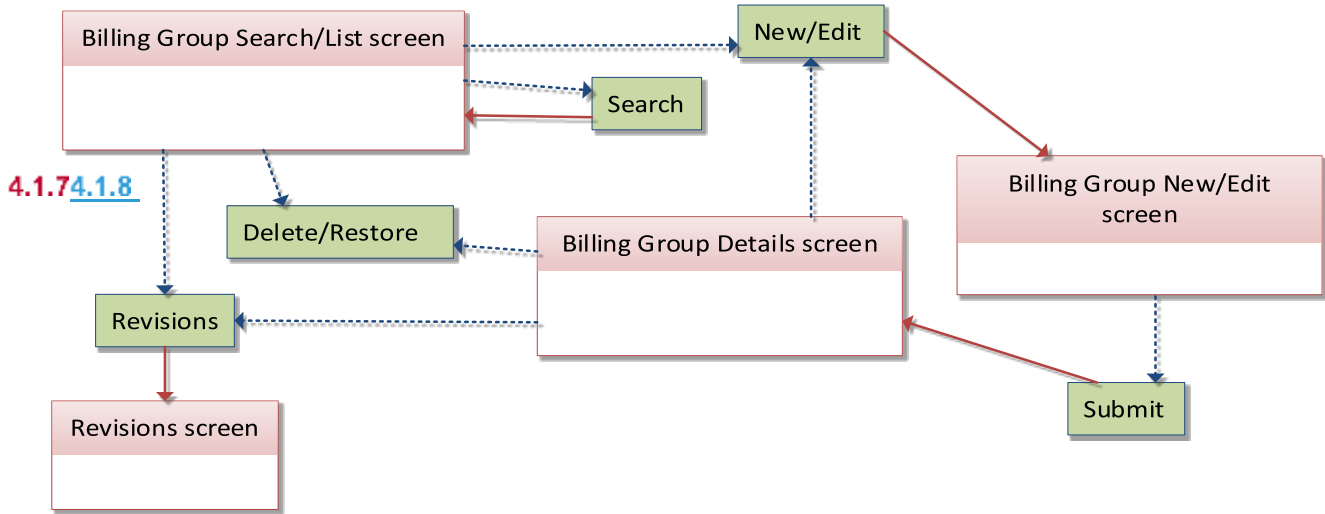 Billing Group Search/List screen
New/Edit
Search
4.1.74.1.8
Billing Group New/Edit
screen
Delete/Restore
Billing Group Details screen
Revisions
Submit
Revisions screen